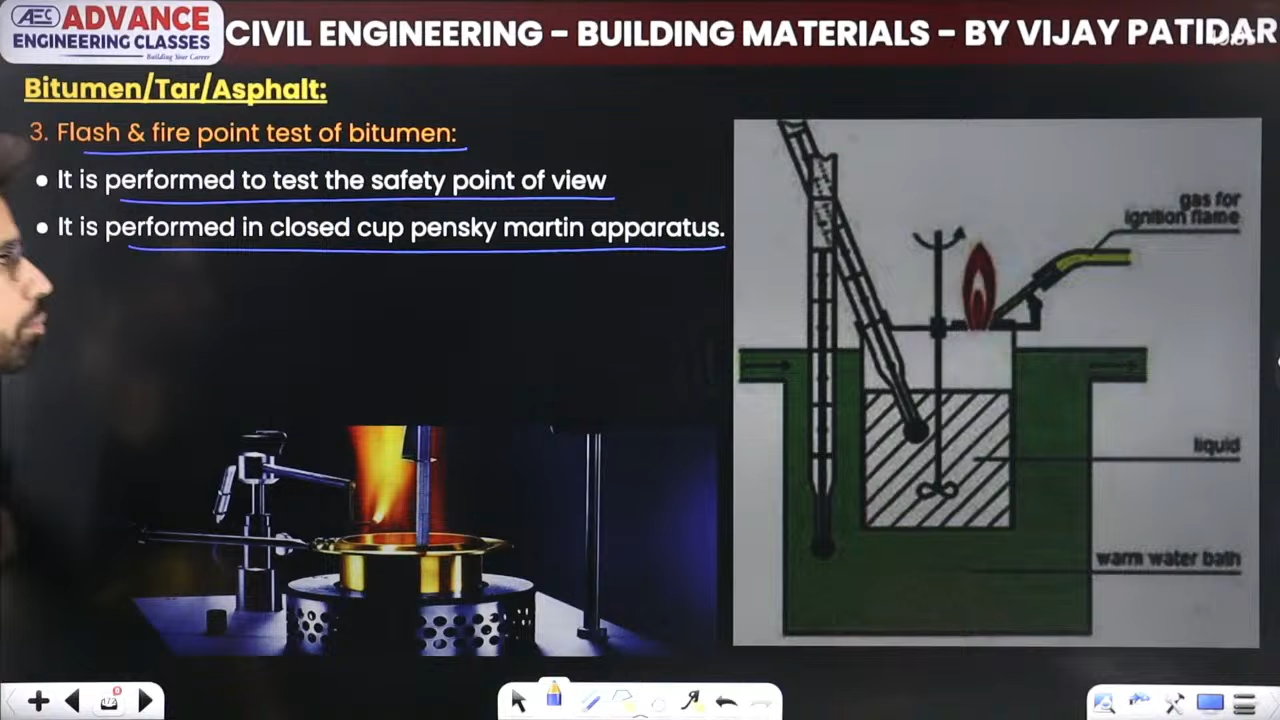 AEC ADVANCE
ENGINEERING CLASSES
Building Your Career
CIVIL ENGINEERING - BUILDING MATERIALS - BY VIJAY PATIDAR
Bitumen/Tar/Asphalt:
3. Flash & fire point test of bitumen:
• It is performed to test the safety point of view
• It is performed in closed cup pensky martin apparatus.
gas for
ignition flame
liquid
warm water bath
172